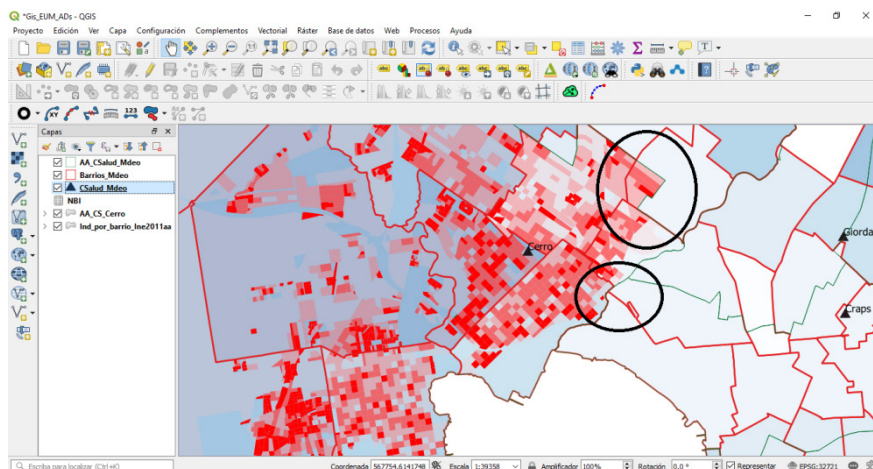 *Gis_EUM_ADs - QGIS
Proyecto Edición Ver Capa Configuración Complementos Vectorial Ráster Base de datos Web Procesos Ayuda
Capas
AA_CSalud_Mdeo
Barrios_Mdeo
CSalud_Mdeo
NBI
AA_CS_Cerro
Ind_por_barrio_Ine2011aa
Cerro
Giorda
Craps
Escriba para localizar (Ctrl+K)
Coordenada 567754,6141748 Escala 1:39358 Amplificador 100% Rotación 0,0 ° Representar EPSG:32721